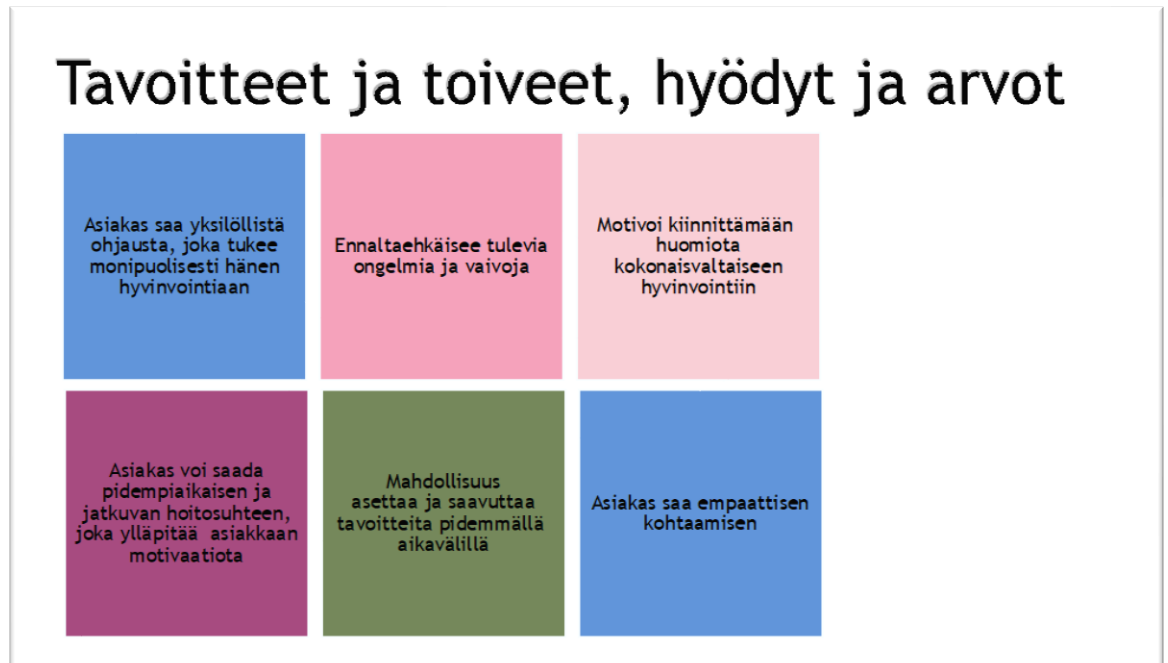 Tavoitteet ja toiveet, hyödyt ja arvot
Asiakas saa yksilöllistä
ohjausta, joka tukee
monipuolisesti hänen
hyvinvointiaan
Ennaltaehkäisee tulevia
ongelmia ja vaivoja
Motivoi kiinnittämään
huomiota
kokonaisvaltaiseen
hyvinvointiin
Asiakas voi saada
pidempiaikaisen ja
jatkuvan hoitosuhteen,
joka ylläpitää asiakkaan
motivaatiota
Mahdollisuus
asettaa ja saavuttaa
tavoitteita pidemmällä
aikavälillä
Asiakas saa empaattisen
kohtaamisen